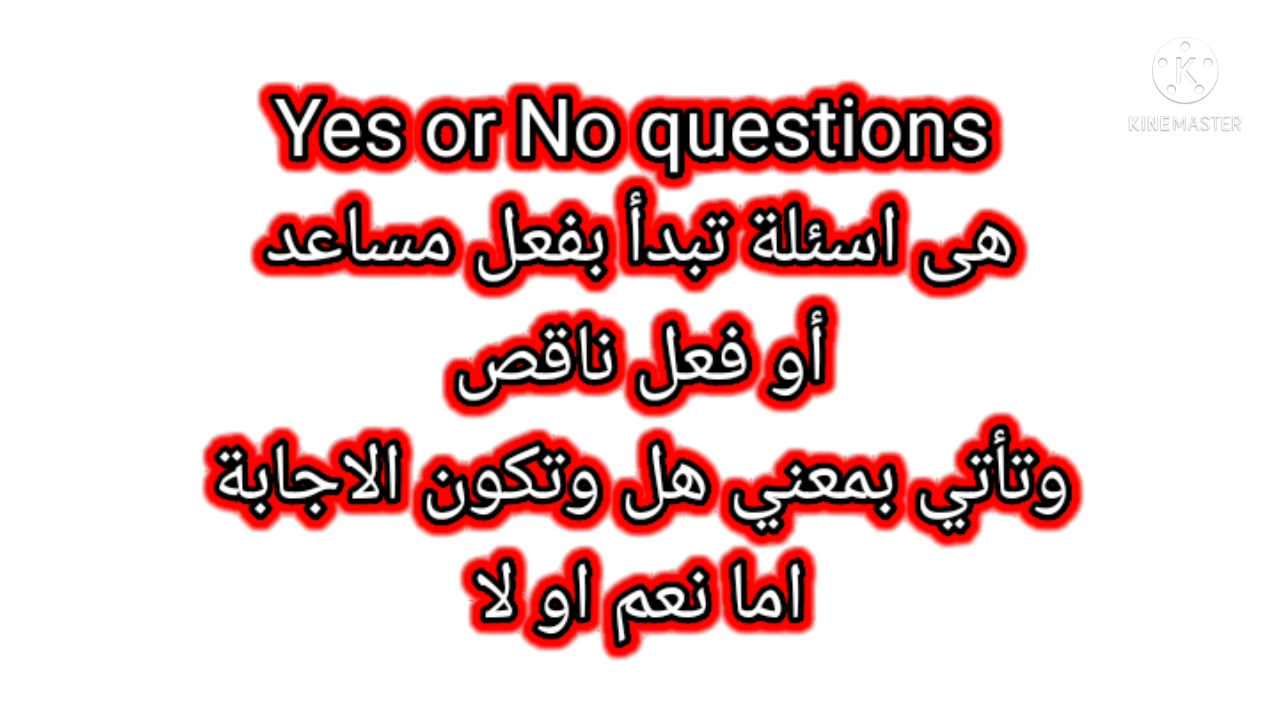 KINEMASTER
Yes or No questions
هى اسئلة تبدأ بفعل مساعد
أو فعل ناقص
وتأتي بمعني هل وتكون الاجابة
اما نعم او لا